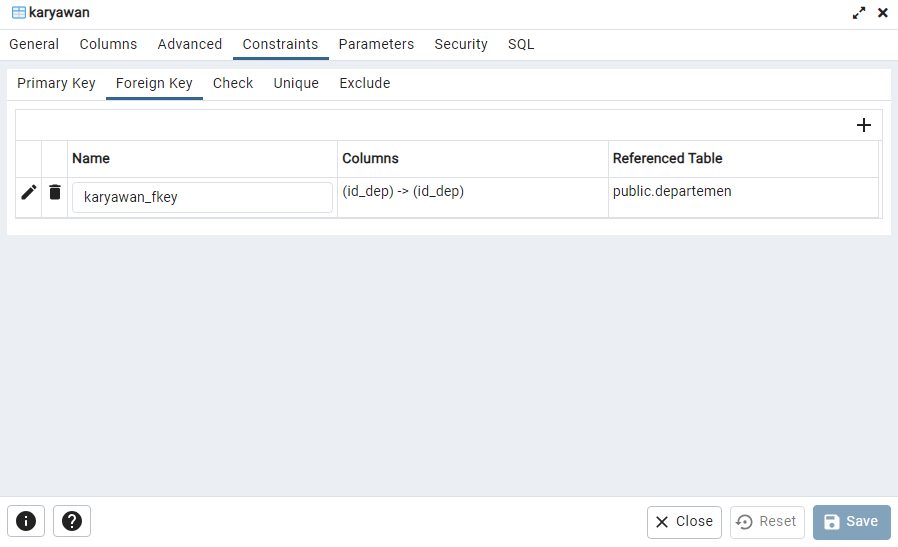 karyawan
General Columns Advanced Constraints Parameters Security SQL
Primary Key Foreign Key Check Unique Exclude
Name Columns Referenced Table
karyawan_fkey (id_dep) -> (id_dep) public.departemen
Close Reset Save